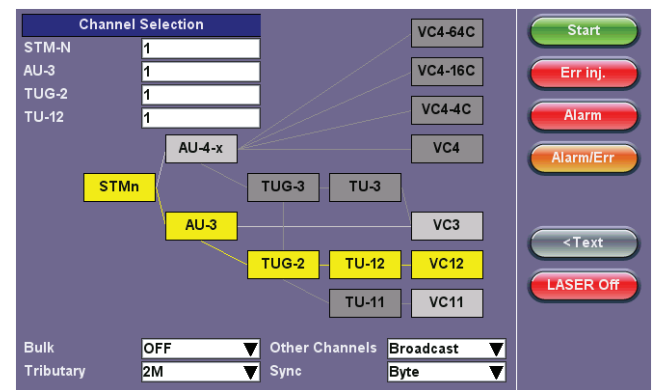 Channel Selection
STM-N 1
AU-3 1
TUG-2 1
TU-12 1
VC4-64C
VC4-16C
VC4-4C
AU-4-x VC4
STMn TUG-3 TU-3
AU-3 VC3
TUG-2 TU-12 VC12
TU-11 VC11
Bulk OFF Other Channels Broadcast
Tributary 2M Sync Byte
Start
Err inj.
Alarm
Alarm/Err
<Text
LASER Off